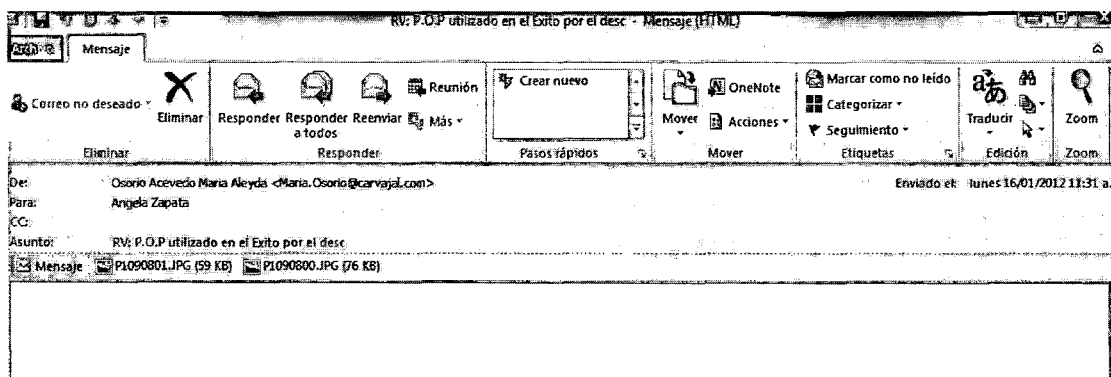 RV: P.O.P utilizado en el Exito por el desc - Mensaje (HTML)
Archivo Mensaje
Correo no deseado
Eliminar
Responder Responder a todos Reenviar
Reunión
Más
Crear nuevo
Mover
OneNote
Acciones
Marcar como no leído
Categorizar
Seguimiento
Traducir
Zoom
Eliminar Responder Pasos rápidos Mover Etiquetas Edición Zoom
De: Osorio Acevedo Maria Aleyda <Maria.Osorio@carvajal.com> Enviado el: lunes 16/01/2012 11:31 a.
Para: Angela Zapata
CC:
Asunto: RV: P.O.P utilizado en el Exito por el desc
Mensaje P1090801.JPG (59 KB) P1090800.JPG (76 KB)